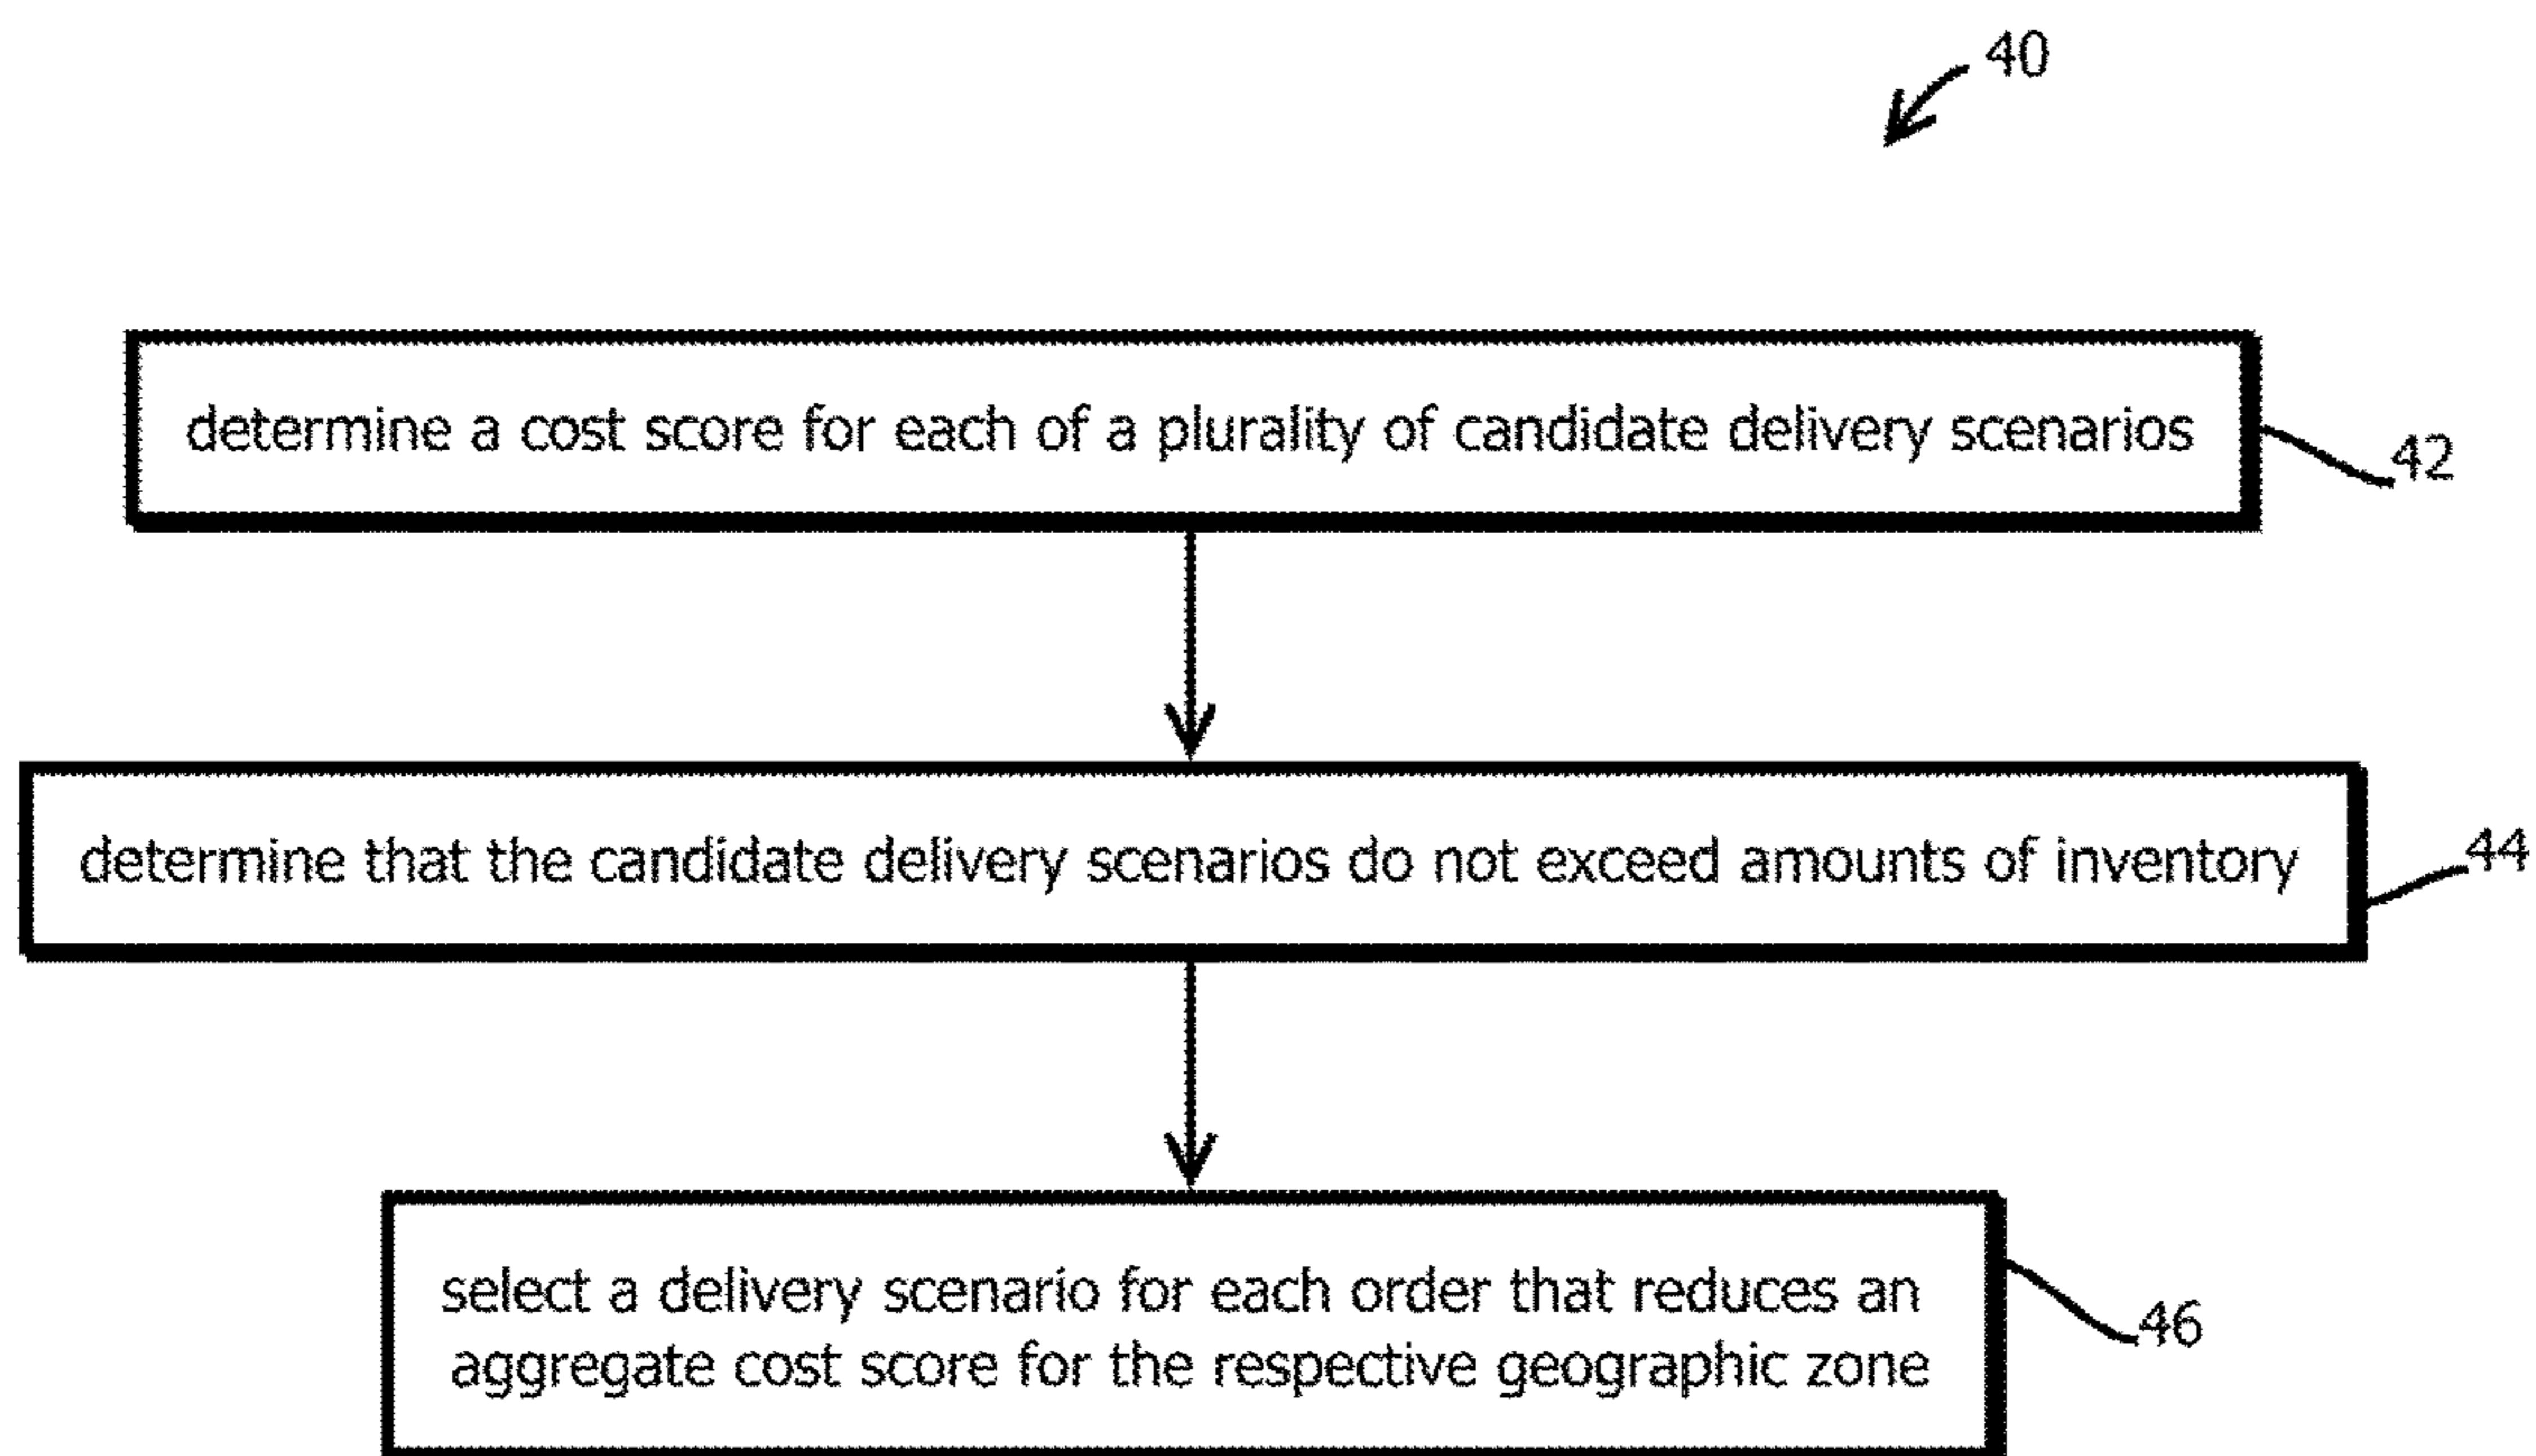 40
determine a cost score for each of a plurality of candidate delivery scenarios
42
determine that the candidate delivery scenarios do not exceed amounts of inventory
44
select a delivery scenario for each order that reduces an
aggregate cost score for the respective geographic zone
46